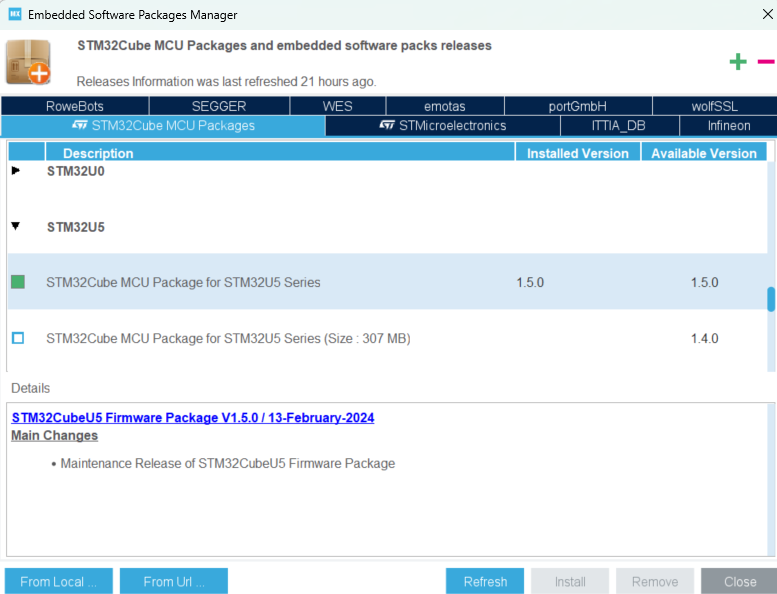 MX Embedded Software Packages Manager
STM32Cube MCU Packages and embedded software packs releases
Releases Information was last refreshed 21 hours ago.
RoweBots SEGGER WES emotas portGmbH wolfSSL
STM32Cube MCU Packages STMicroelectronics ITTIA_DB Infineon
Description Installed Version Available Version
STM32U0
STM32U5
STM32Cube MCU Package for STM32U5 Series 1.5.0 1.5.0
STM32Cube MCU Package for STM32U5 Series (Size : 307 MB) 1.4.0
Details
STM32CubeU5 Firmware Package V1.5.0 / 13-February-2024
Main Changes
• Maintenance Release of STM32CubeU5 Firmware Package
From Local ... From Url ... Refresh Install Remove Close